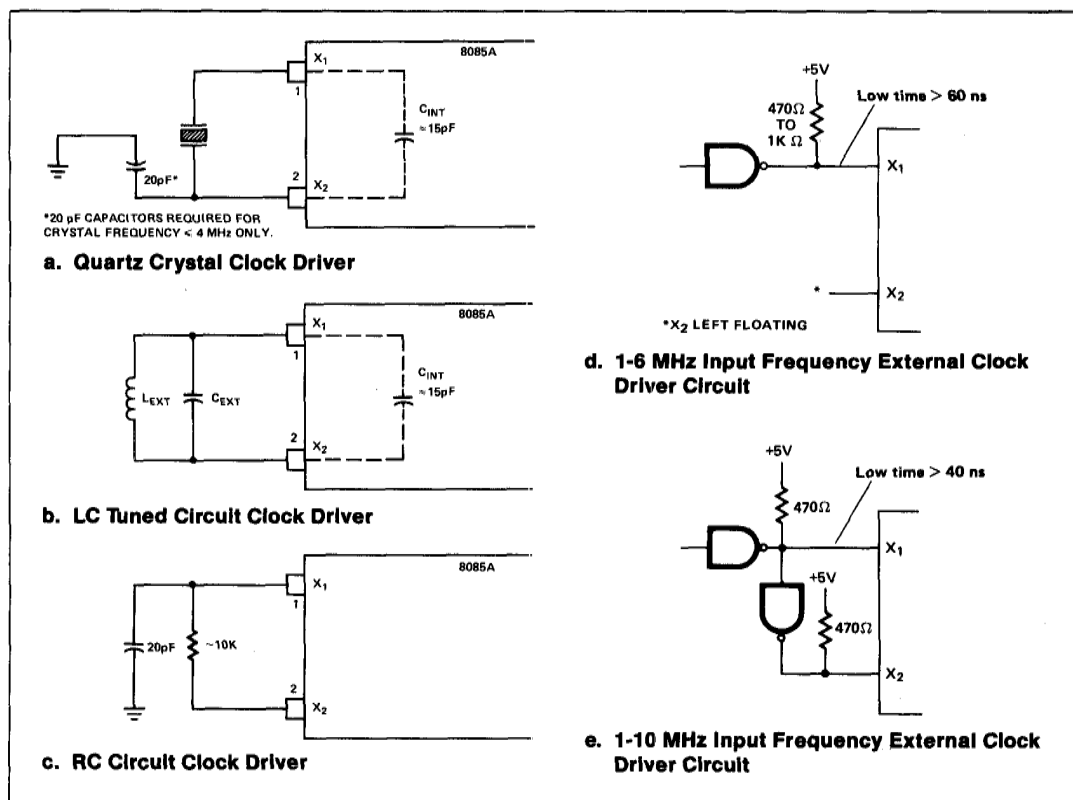 8085A
X1
1
CINT
≈15pF
20pF*
2
X2
*20 pF CAPACITORS REQUIRED FOR
CRYSTAL FREQUENCY < 4 MHz ONLY.
a. Quartz Crystal Clock Driver
8085A
X1
1
CINT
≈15pF
LEXT
CEXT
2
X2
b. LC Tuned Circuit Clock Driver
8085A
X1
1
20pF
~10K
2
X2
c. RC Circuit Clock Driver
+5V
Low time > 60 ns
470Ω
TO
1K Ω
X1
*
X2
*X2 LEFT FLOATING
d. 1-6 MHz Input Frequency External Clock
Driver Circuit
+5V
Low time > 40 ns
470Ω
X1
+5V
470Ω
X2
e. 1-10 MHz Input Frequency External Clock
Driver Circuit